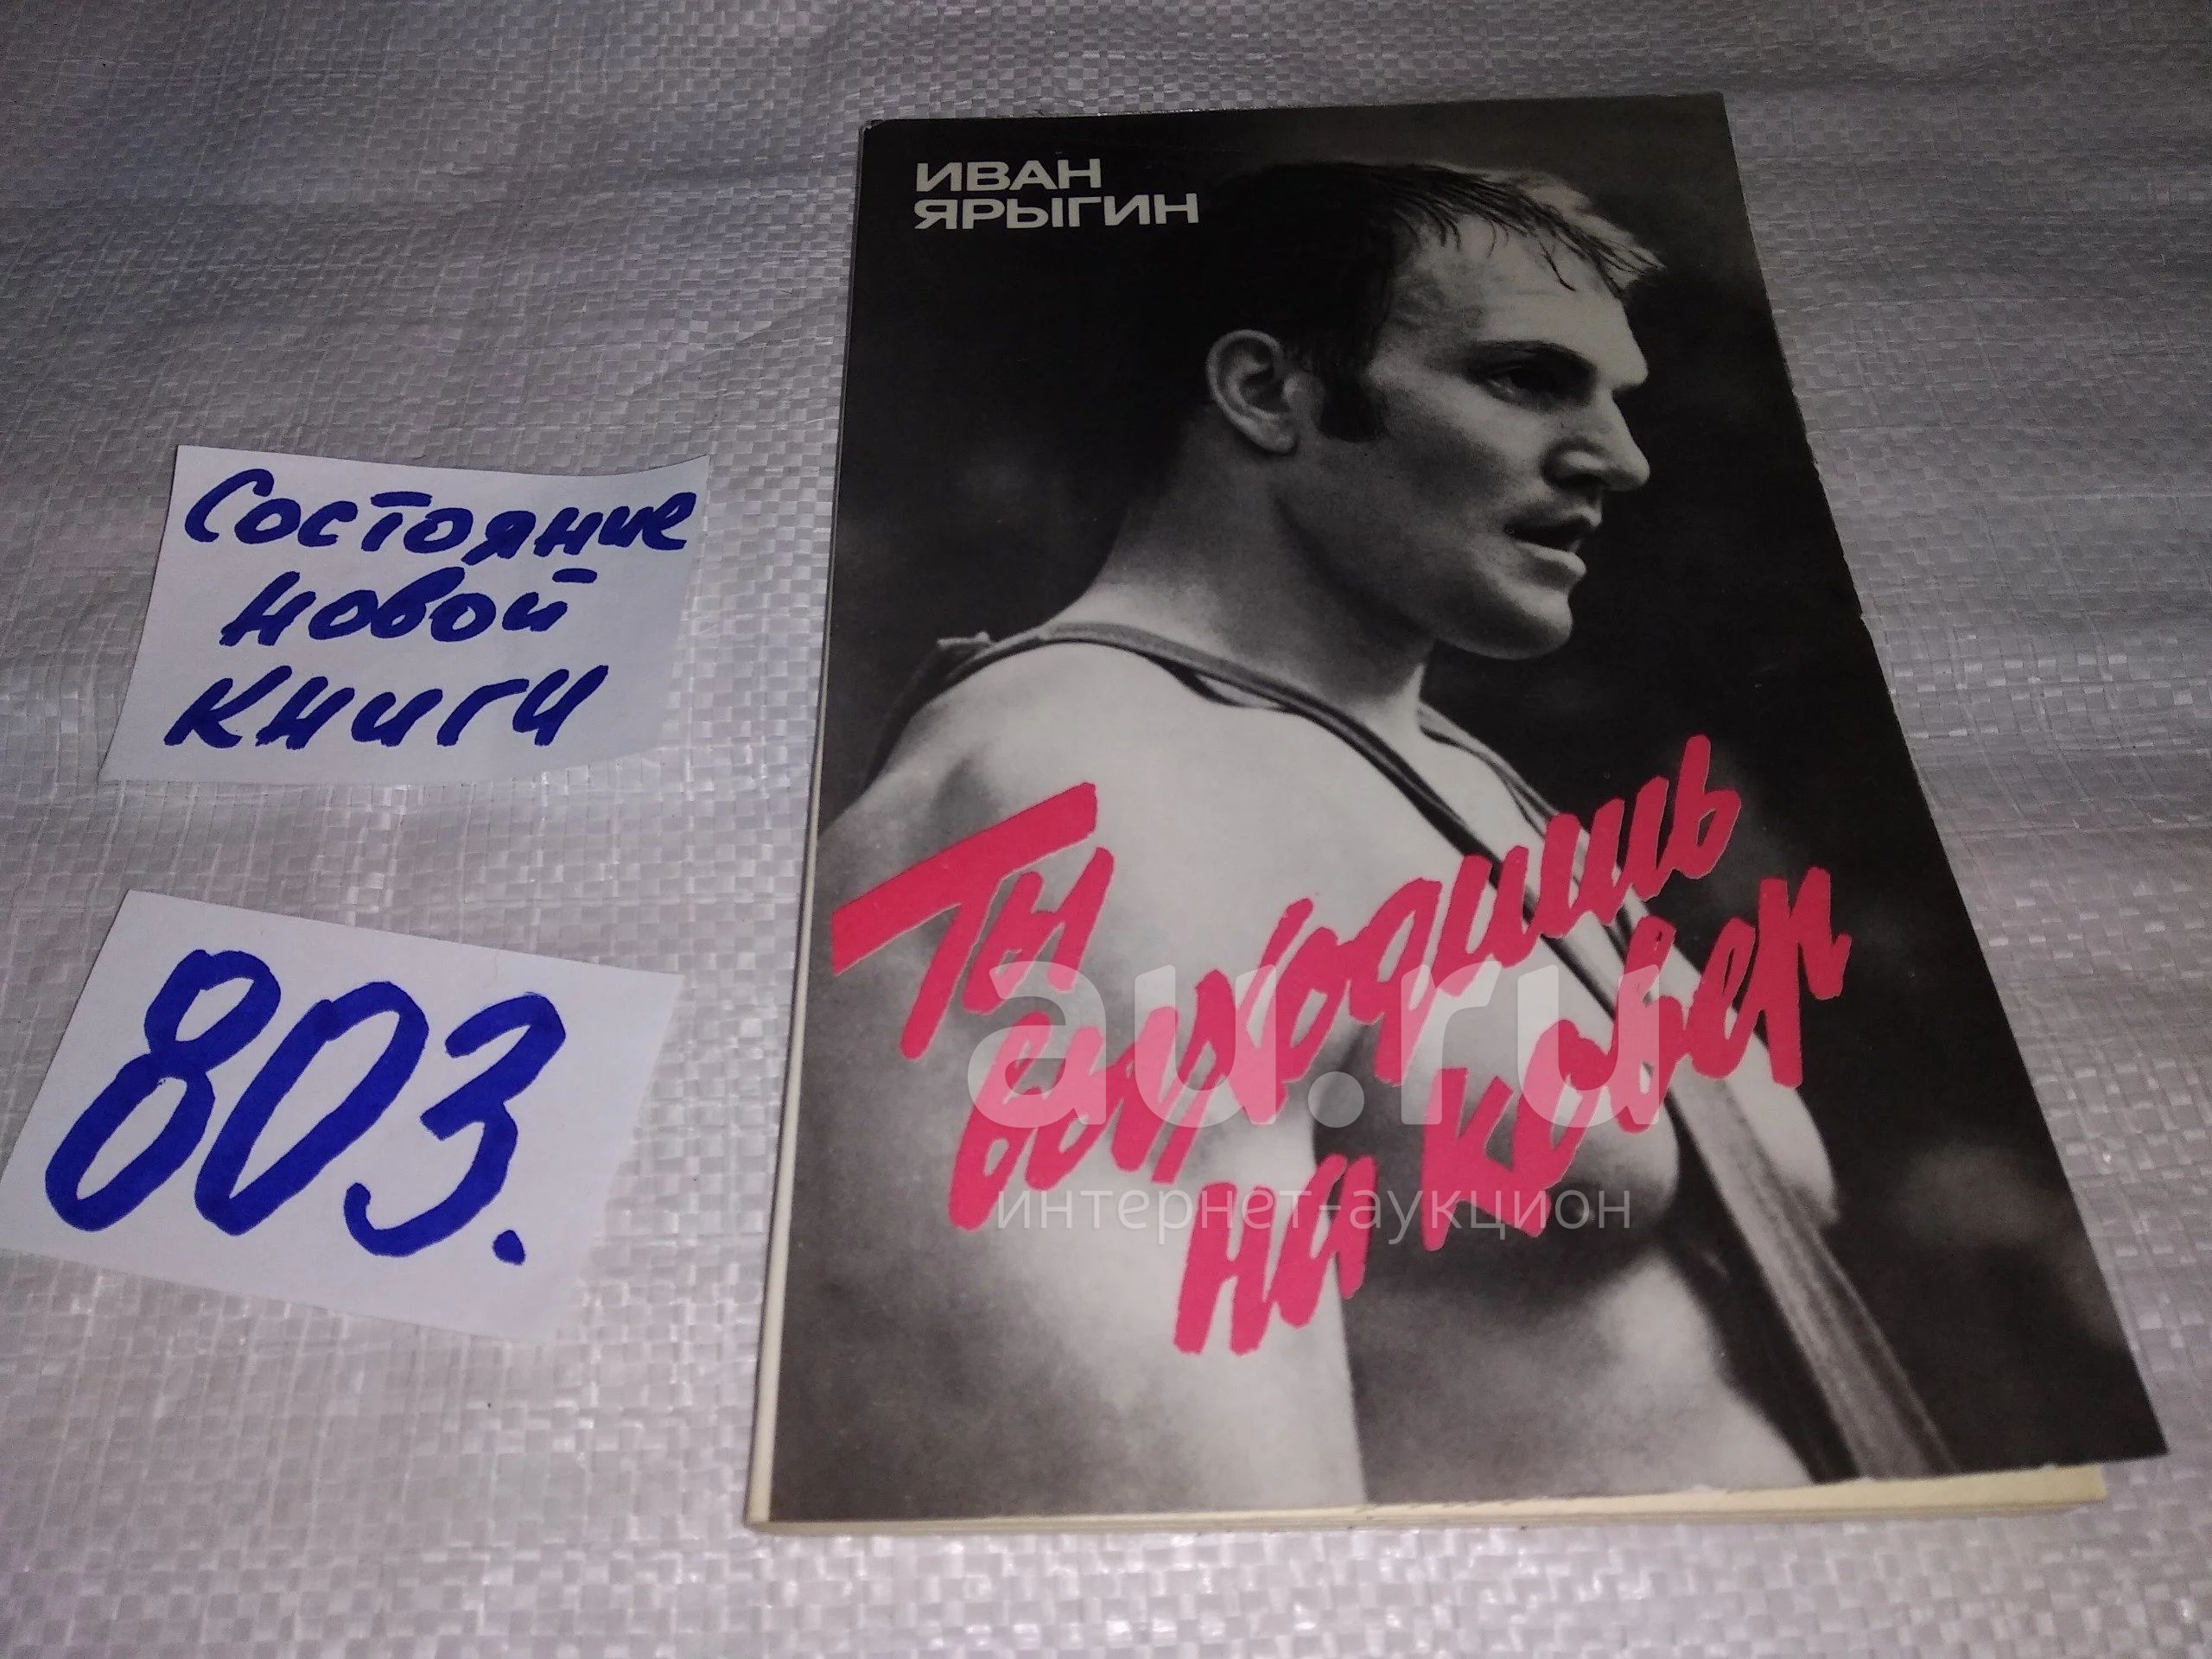 ИВАН
ЯРЫГИН
Состояние
новой
книги
803.
Ты
выходишь
на ковер
au.ru
интернет-аукцион